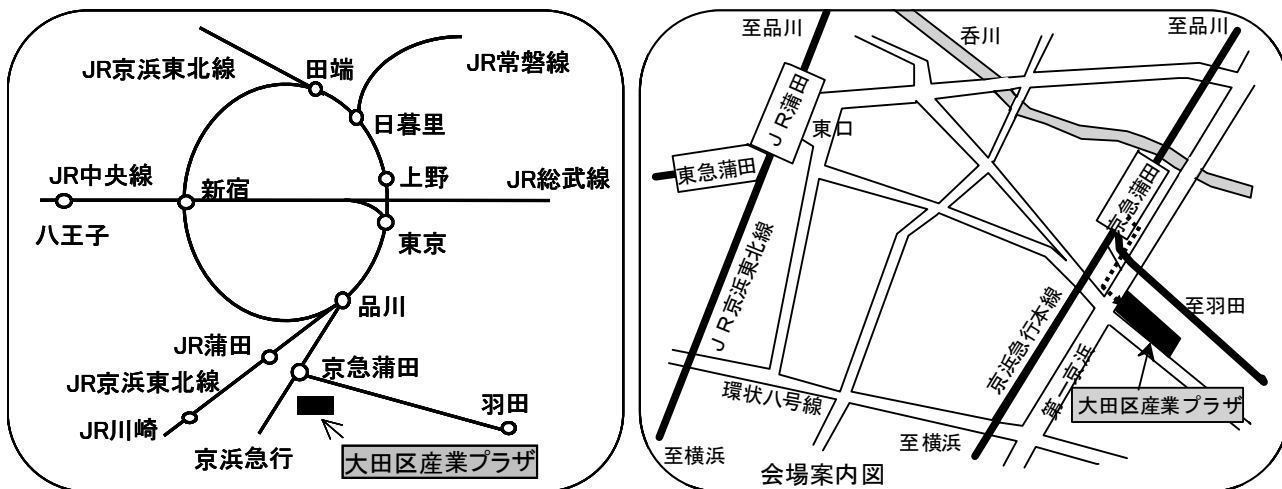 JR京浜東北線
田端
JR常磐線
日暮里
上野
JR中央線
新宿
JR総武線
八王子
東京
品川
JR蒲田
JR京浜東北線
京急蒲田
羽田
JR川崎
京浜急行
大田区産業プラザ
至品川
呑川
至品川
JR蒲田
東口
東急蒲田
京急蒲田
JR京浜東北線
至羽田
京浜急行本線
第一京浜
環状八号線
大田区産業プラザ
至横浜
至横浜
会場案内図